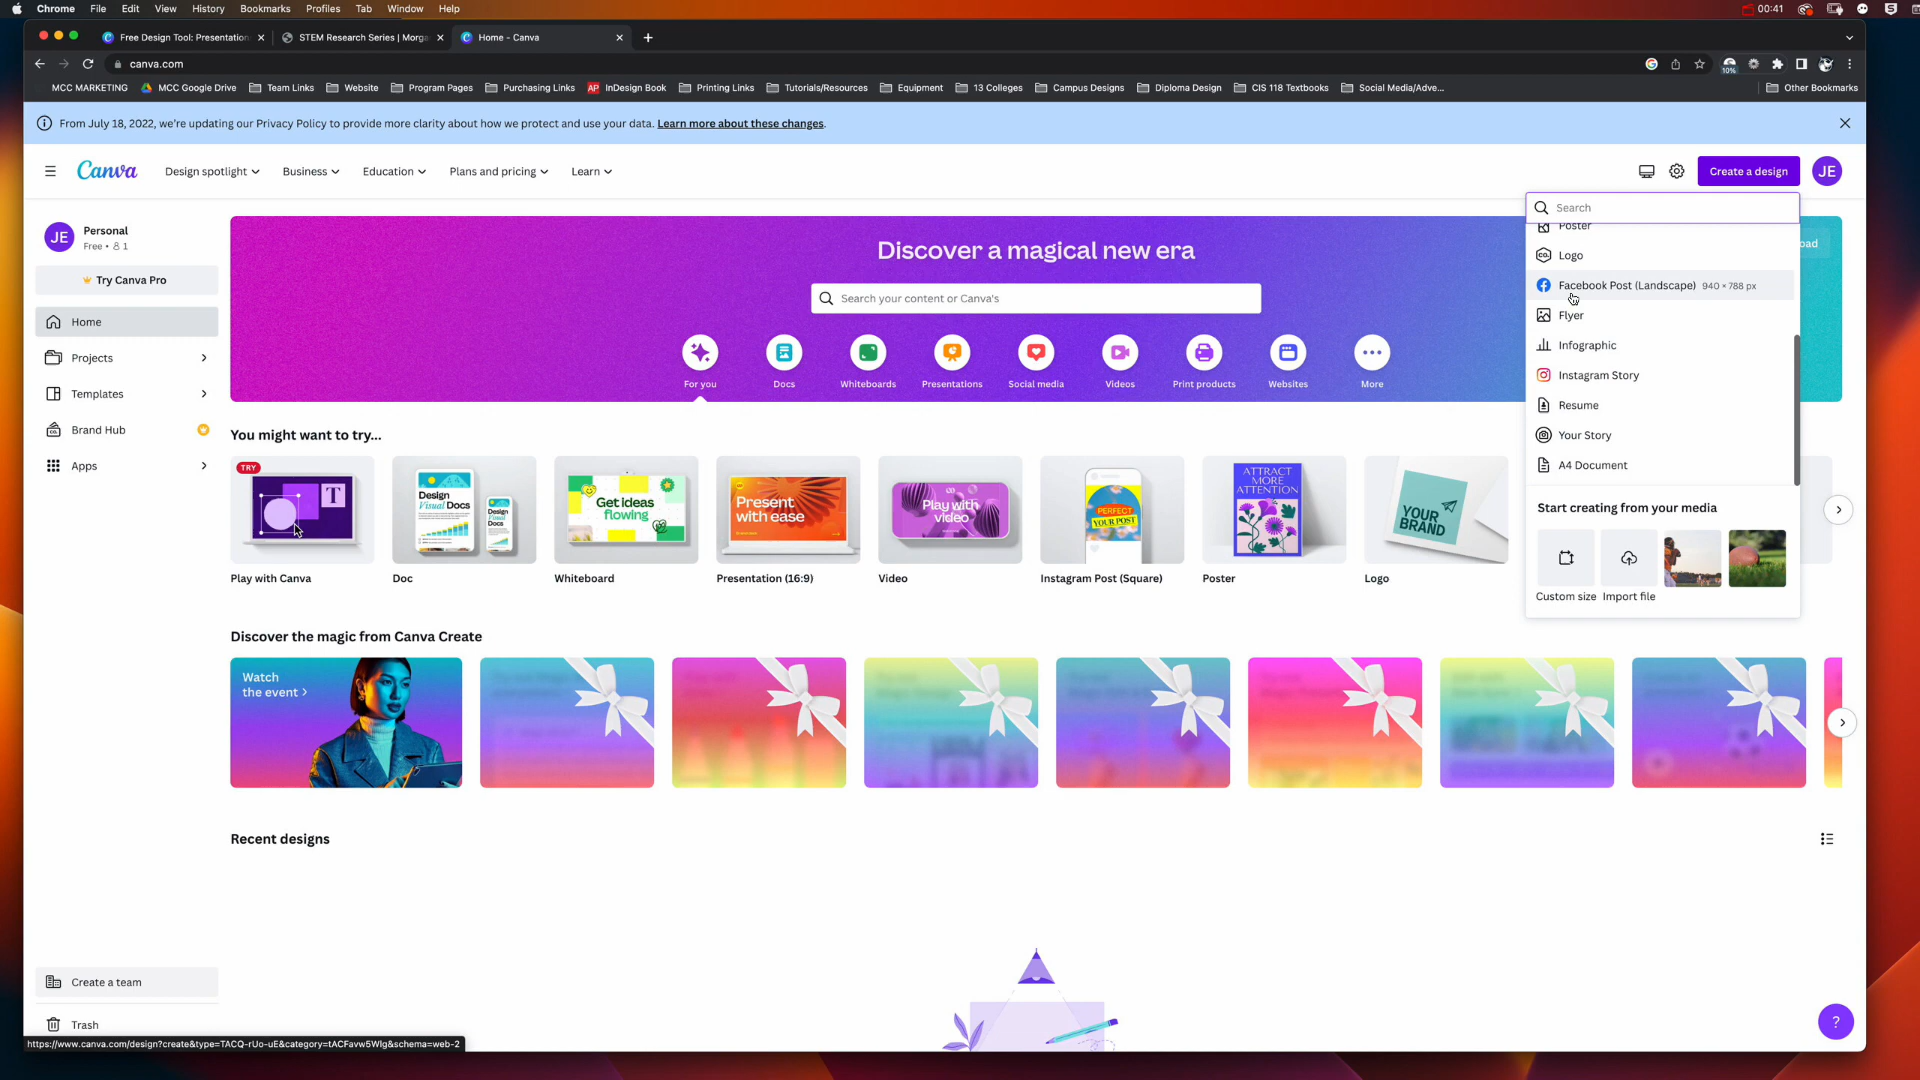 Chrome File Edit View History Bookmarks Profiles Tab Window Help 00:41
Free Design Tool: Presentation STEM Research Series | Morga Home - Canva
canva.com 10%
MCC MARKETING MCC Google Drive Team Links Website Program Pages Purchasing Links AP InDesign Book Printing Links Tutorials/Resources Equipment 13 Colleges Campus Designs Diploma Design CIS 118 Textbooks Social Media/Adve... Other Bookmarks
From July 18, 2022, we're updating our Privacy Policy to provide more clarity about how we protect and use your data. Learn more about these changes.
Canva Design spotlight Business Education Plans and pricing Learn Create a design JE
JE Personal
Free • 1
Try Canva Pro
Home
Projects
Templates
Brand Hub
Apps
Create a team
Trash
Discover a magical new era
Search your content or Canva's
For you Docs Whiteboards Presentations Social media Videos Print products Websites More
Search
Poster
Logo
Facebook Post (Landscape) 940 × 788 px
Flyer
Infographic
Instagram Story
Resume
Your Story
A4 Document
Start creating from your media
Custom size Import file
You might want to try...
TRY
T
Design
Visual Docs
Get ideas
flowing
Present
with ease
Play with
video
PERFECT
YOUR POST
ATTRACT
MORE
ATTENTION
YOUR
BRAND
Play with Canva Doc Whiteboard Presentation (16:9) Video Instagram Post (Square) Poster Logo
Discover the magic from Canva Create
Watch
the event
Recent designs
?
https://www.canva.com/design?create&type=TACQ-rUo-uE&category=tACFavw5WIg&schema=web-2